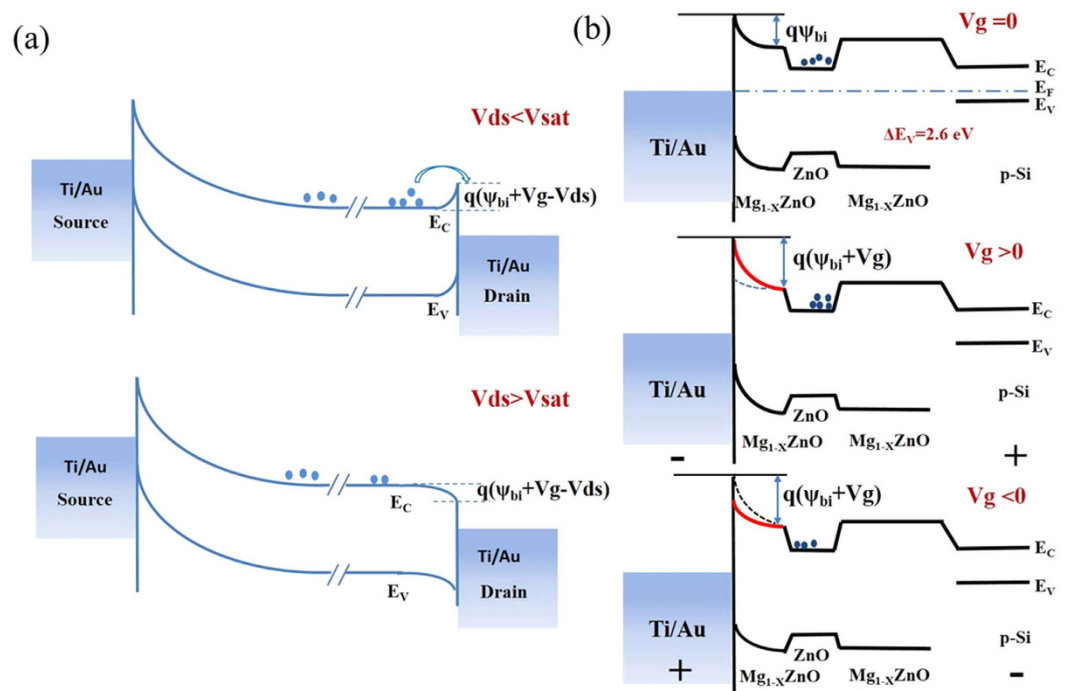 (a)
Vds<Vsat
Ti/Au
Source
q(ψbi+Vg-Vds)
EC
Ti/Au
Drain
EV
Vds>Vsat
Ti/Au
Source
q(ψbi+Vg-Vds)
EC
Ti/Au
Drain
EV
(b)
qψbi
Vg =0
EC
EF
EV
Ti/Au
ΔEV=2.6 eV
ZnO
p-Si
Mg1-XZnO
Mg1-XZnO
Vg >0
q(ψbi+Vg)
EC
EV
Ti/Au
ZnO
p-Si
Mg1-XZnO
Mg1-XZnO
-
+
q(ψbi+Vg)
Vg <0
EC
EV
Ti/Au
ZnO
p-Si
+
Mg1-XZnO
Mg1-XZnO
-